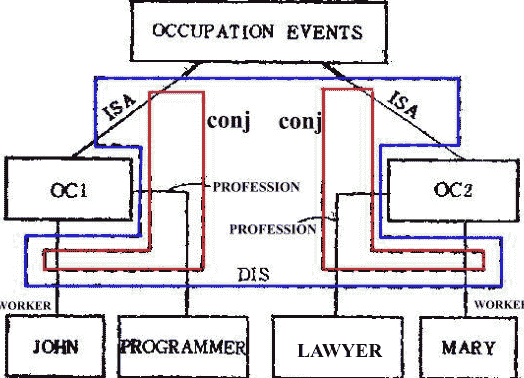 OCCUPATION EVENTS
ISA
ISA
conj
conj
OC1
OC2
PROFESSION
PROFESSION
DIS
WORKER
WORKER
JOHN
PROGRAMMER
LAWYER
MARY